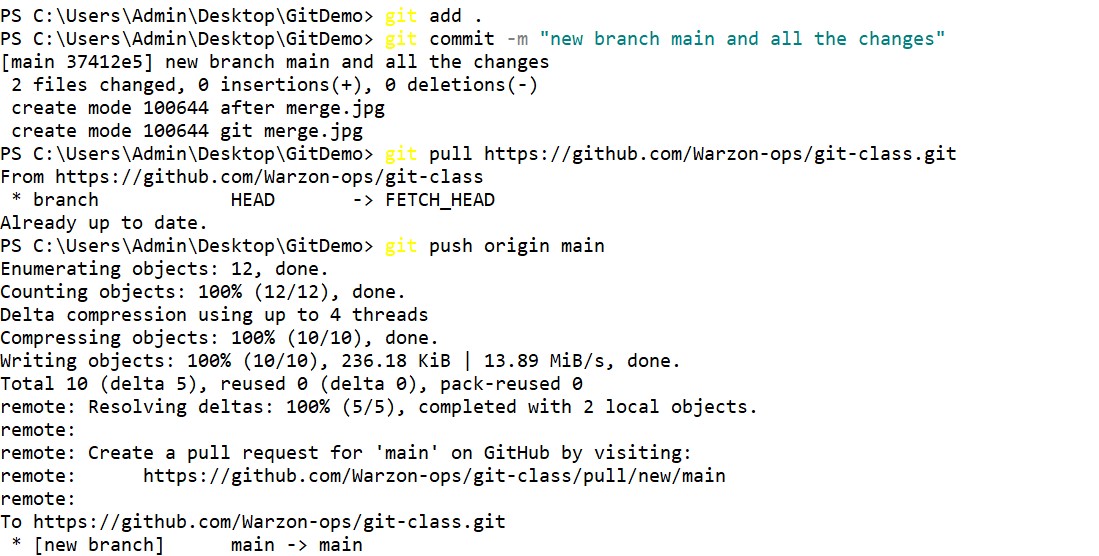 PS C:\Users\Admin\Desktop\GitDemo> git add .
PS C:\Users\Admin\Desktop\GitDemo> git commit -m "new branch main and all the changes"
[main 37412e5] new branch main and all the changes
 2 files changed, 0 insertions(+), 0 deletions(-)
 create mode 100644 after merge.jpg
 create mode 100644 git merge.jpg
PS C:\Users\Admin\Desktop\GitDemo> git pull https://github.com/Warzon-ops/git-class.git
From https://github.com/Warzon-ops/git-class
 * branch            HEAD       -> FETCH_HEAD
Already up to date.
PS C:\Users\Admin\Desktop\GitDemo> git push origin main
Enumerating objects: 12, done.
Counting objects: 100% (12/12), done.
Delta compression using up to 4 threads
Compressing objects: 100% (10/10), done.
Writing objects: 100% (10/10), 236.18 KiB | 13.89 MiB/s, done.
Total 10 (delta 5), reused 0 (delta 0), pack-reused 0
remote: Resolving deltas: 100% (5/5), completed with 2 local objects.
remote:
remote: Create a pull request for 'main' on GitHub by visiting:
remote:      https://github.com/Warzon-ops/git-class/pull/new/main
remote:
To https://github.com/Warzon-ops/git-class.git
 * [new branch]      main -> main